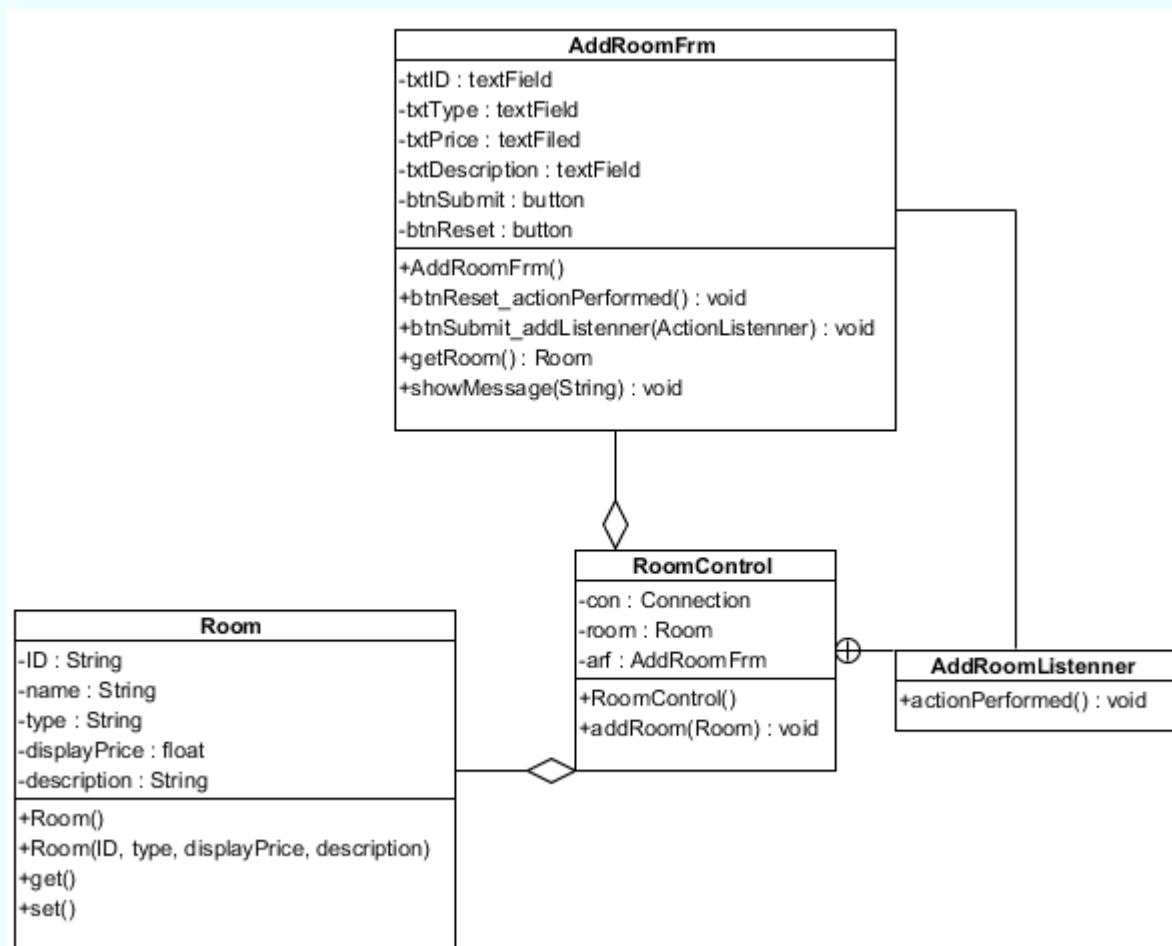 AddRoomFrm
-txtID : textField
-txtType : textField
-txtPrice : textFiled
-txtDescription : textField
-btnSubmit : button
-btnReset : button
+AddRoomFrm()
+btnReset_actionPerformed() : void
+btnSubmit_addListenner(ActionListenner) : void
+getRoom() : Room
+showMessage(String) : void
RoomControl
-con : Connection
-room : Room
-arf : AddRoomFrm
+RoomControl()
+addRoom(Room) : void
AddRoomListenner
+actionPerformed() : void
Room
-ID : String
-name : String
-type : String
-displayPrice : float
-description : String
+Room()
+Room(ID, type, displayPrice, description)
+get()
+set()